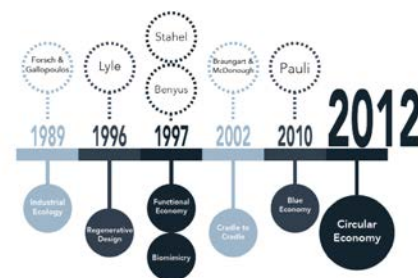 Forsch &
Gallopoulos
Lyle
Stahel
Benyus
Braungart &
McDonough
Pauli
1989
1996
1997
2002
2010
2012
Industrial
Ecology
Regenerative
Design
Functional
Economy
Biomimicry
Cradle to
Cradle
Blue
Economy
Circular
Economy